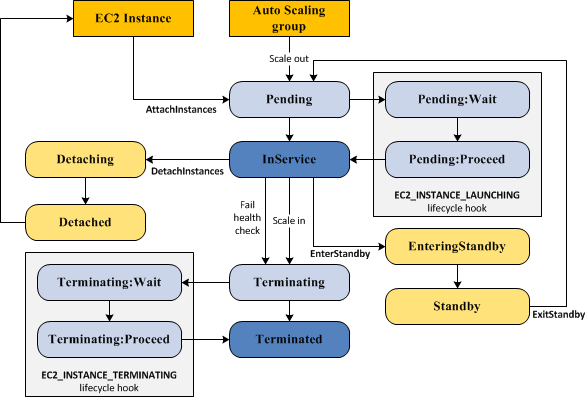 EC2 Instance
Auto Scaling
group
Scale out
AttachInstances
Pending
Pending:Wait
Detaching
DetachInstances
InService
Pending:Proceed
EC2_INSTANCE_LAUNCHING
lifecycle hook
Detached
Fail
health
check
Scale in
EnterStandby
EnteringStandby
Terminating:Wait
Terminating
Standby
ExitStandby
Terminating:Proceed
Terminated
EC2_INSTANCE_TERMINATING
lifecycle hook